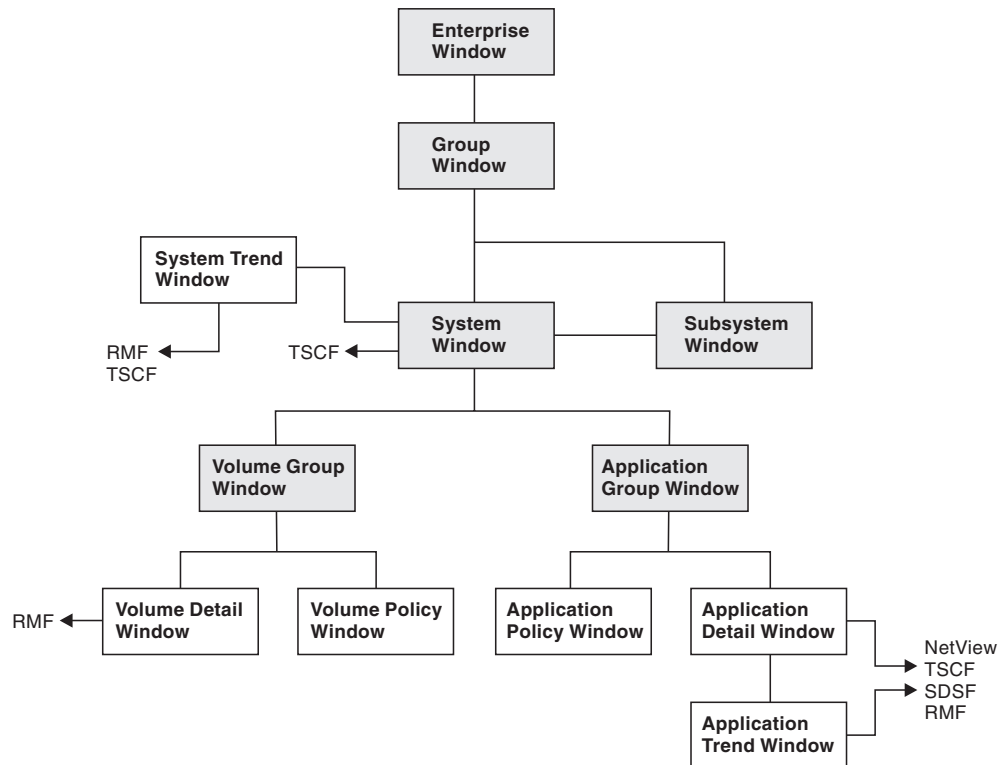 Enterprise
Window
Group
Window
System Trend
Window
System
Window
Subsystem
Window
RMF
TSCF
TSCF
Volume Group
Window
Application
Group Window
RMF
Volume Detail
Window
Volume Policy
Window
Application
Policy Window
Application
Detail Window
NetView
TSCF
SDSF
RMF
Application
Trend Window